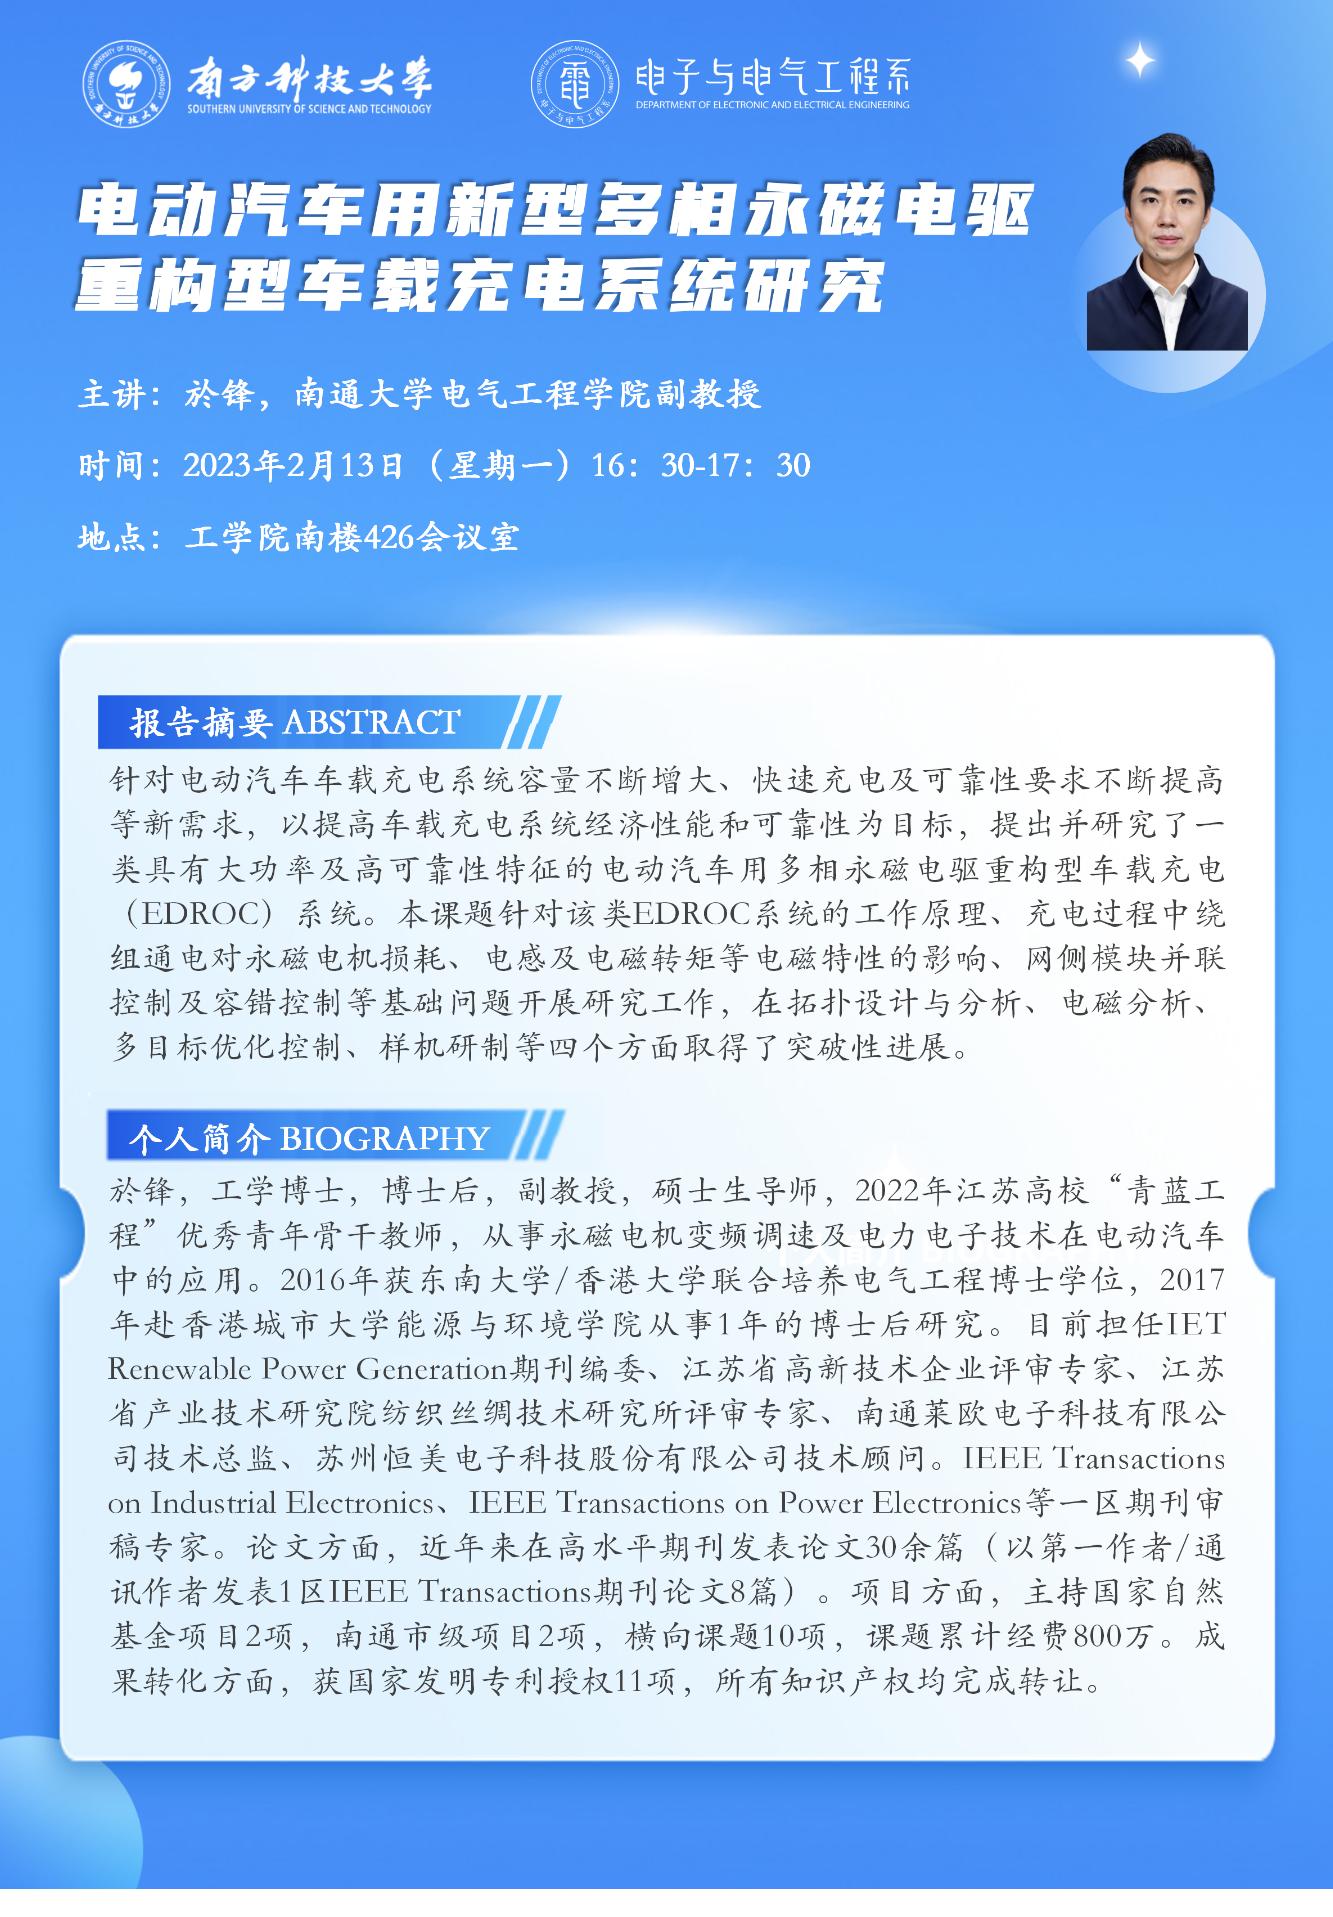 南方科技大学
SOUTHERN UNIVERSITY OF SCIENCE AND TECHNOLOGY
電
电子与电气工程系
DEPARTMENT OF ELECTRONIC AND ELECTRICAL ENGINEERING
电动汽车用新型多相永磁电驱
重构型车载充电系统研究
主讲：於锋，南通大学电气工程学院副教授
时间：2023年2月13日（星期一）16：30-17：30
地点：工学院南楼426会议室
报告摘要 ABSTRACT
针对电动汽车车载充电系统容量不断增大、快速充电及可靠性要求不断提高
等新需求，以提高车载充电系统经济性能和可靠性为目标，提出并研究了一
类具有大功率及高可靠性特征的电动汽车用多相永磁电驱重构型车载充电
（EDROC）系统。本课题针对该类EDROC系统的工作原理、充电过程中绕
组通电对永磁电机损耗、电感及电磁转矩等电磁特性的影响、网侧模块并联
控制及容错控制等基础问题开展研究工作，在拓扑设计与分析、电磁分析、
多目标优化控制、样机研制等四个方面取得了突破性进展。
个人简介 BIOGRAPHY
於锋，工学博士，博士后，副教授，硕士生导师，2022年江苏高校“青蓝工
程”优秀青年骨干教师，从事永磁电机变频调速及电力电子技术在电动汽车
中的应用。2016年获东南大学/香港大学联合培养电气工程博士学位，2017
年赴香港城市大学能源与环境学院从事1年的博士后研究。目前担任IET
Renewable Power Generation期刊编委、江苏省高新技术企业评审专家、江苏
省产业技术研究院纺织丝绸技术研究所评审专家、南通莱欧电子科技有限公
司技术总监、苏州恒美电子科技股份有限公司技术顾问。IEEE Transactions
on Industrial Electronics、IEEE Transactions on Power Electronics等一区期刊审
稿专家。论文方面，近年来在高水平期刊发表论文30余篇（以第一作者/通
讯作者发表1区IEEE Transactions期刊论文8篇）。项目方面，主持国家自然
基金项目2项，南通市级项目2项，横向课题10项，课题累计经费800万。成
果转化方面，获国家发明专利授权11项，所有知识产权均完成转让。